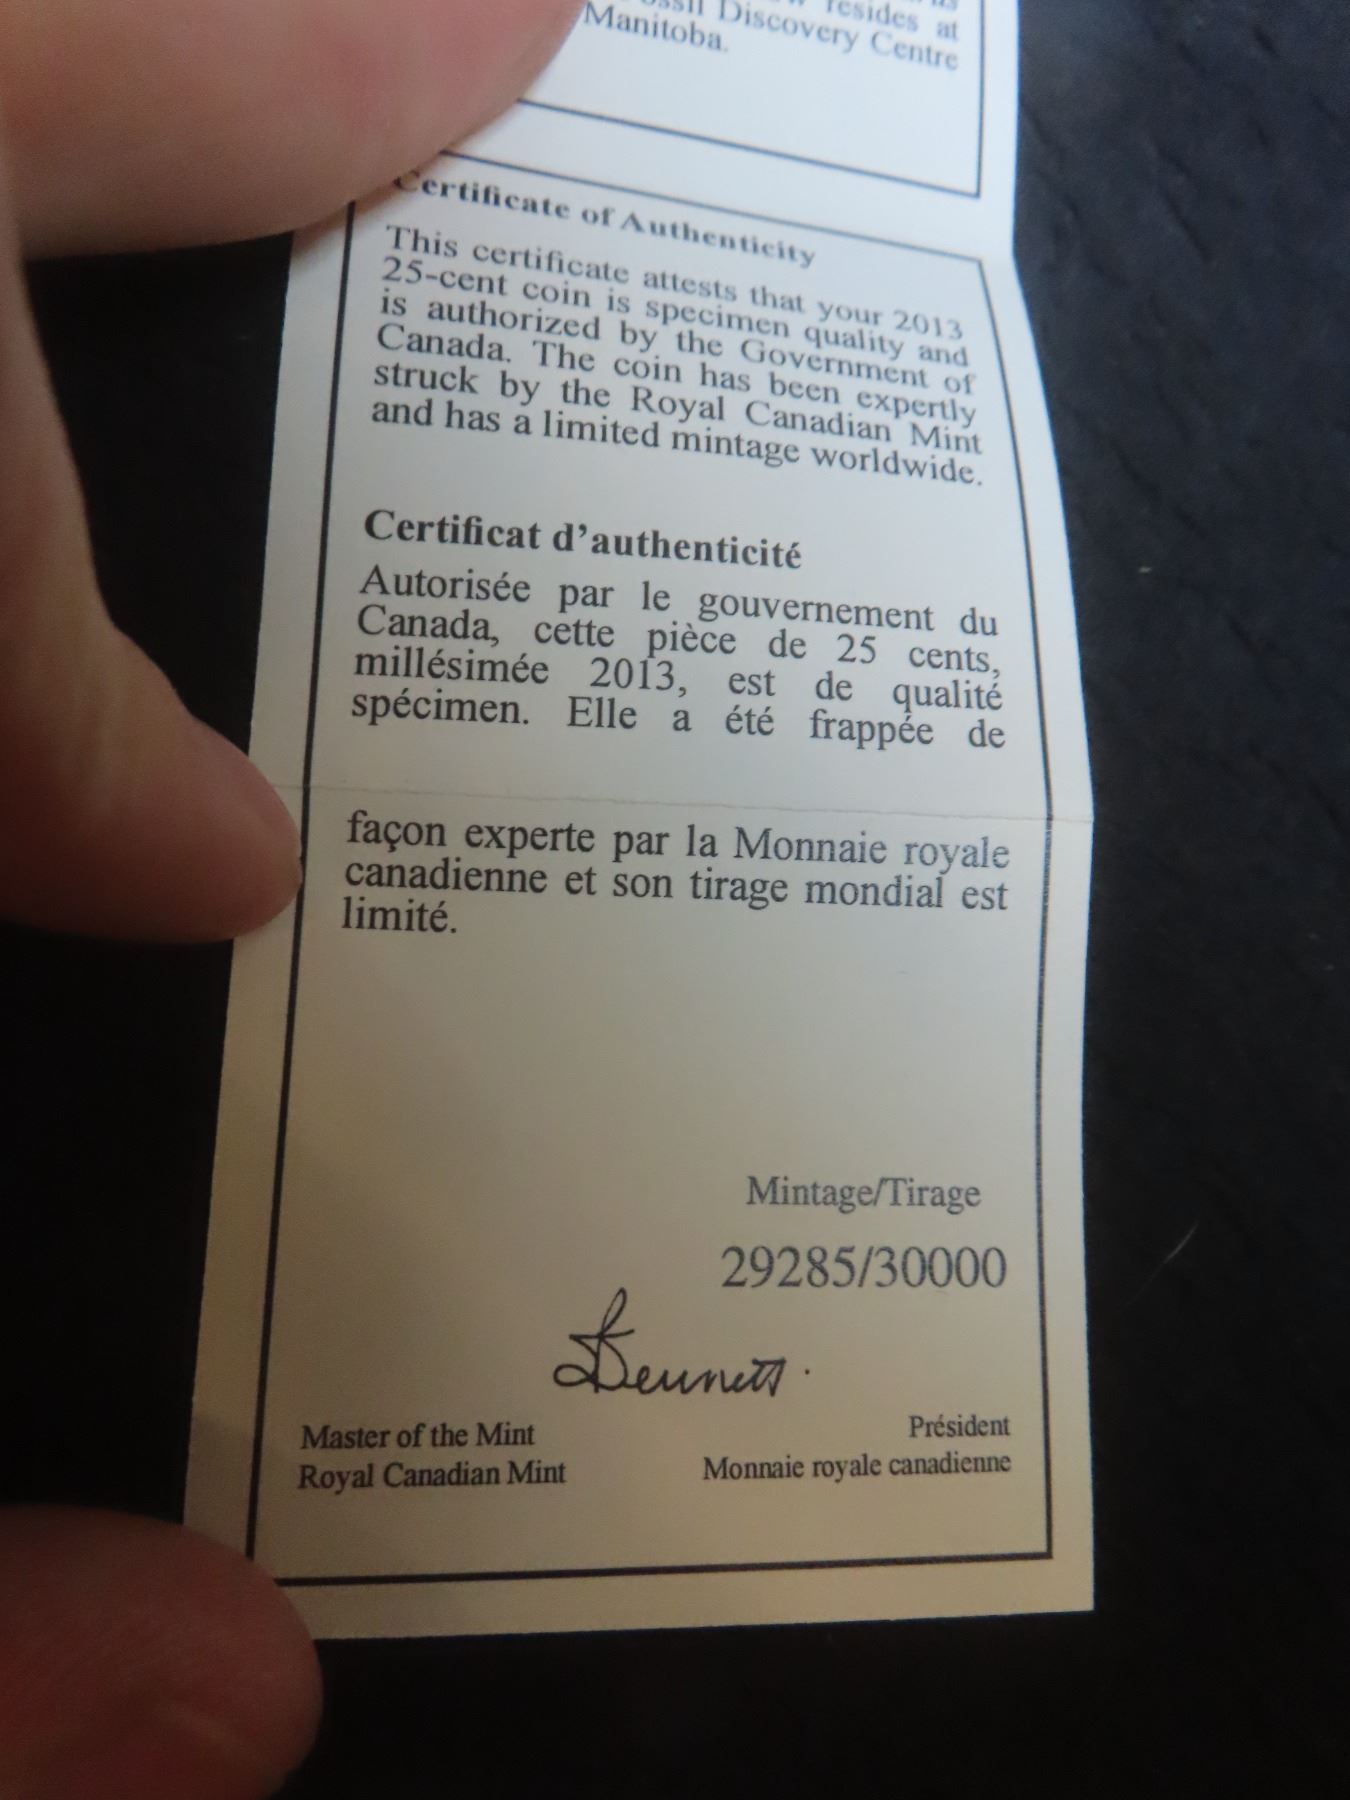 resides at
Discovery Centre
Manitoba.
Certificate of Authenticity
This certificate attests that your 2013
25-cent coin is specimen quality and
is authorized by the Government of
Canada. The coin has been expertly
struck by the Royal Canadian Mint
and has a limited mintage worldwide.
Certificat d'authenticité
Autorisée par le gouvernement du
Canada, cette pièce de 25 cents,
millésimée 2013, est de qualité
spécimen. Elle a été frappée de
façon experte par la Monnaie royale
canadienne et son tirage mondial est
limité.
Mintage/Tirage
29285/30000
Bennett
Master of the Mint
Royal Canadian Mint
Président
Monnaie royale canadienne